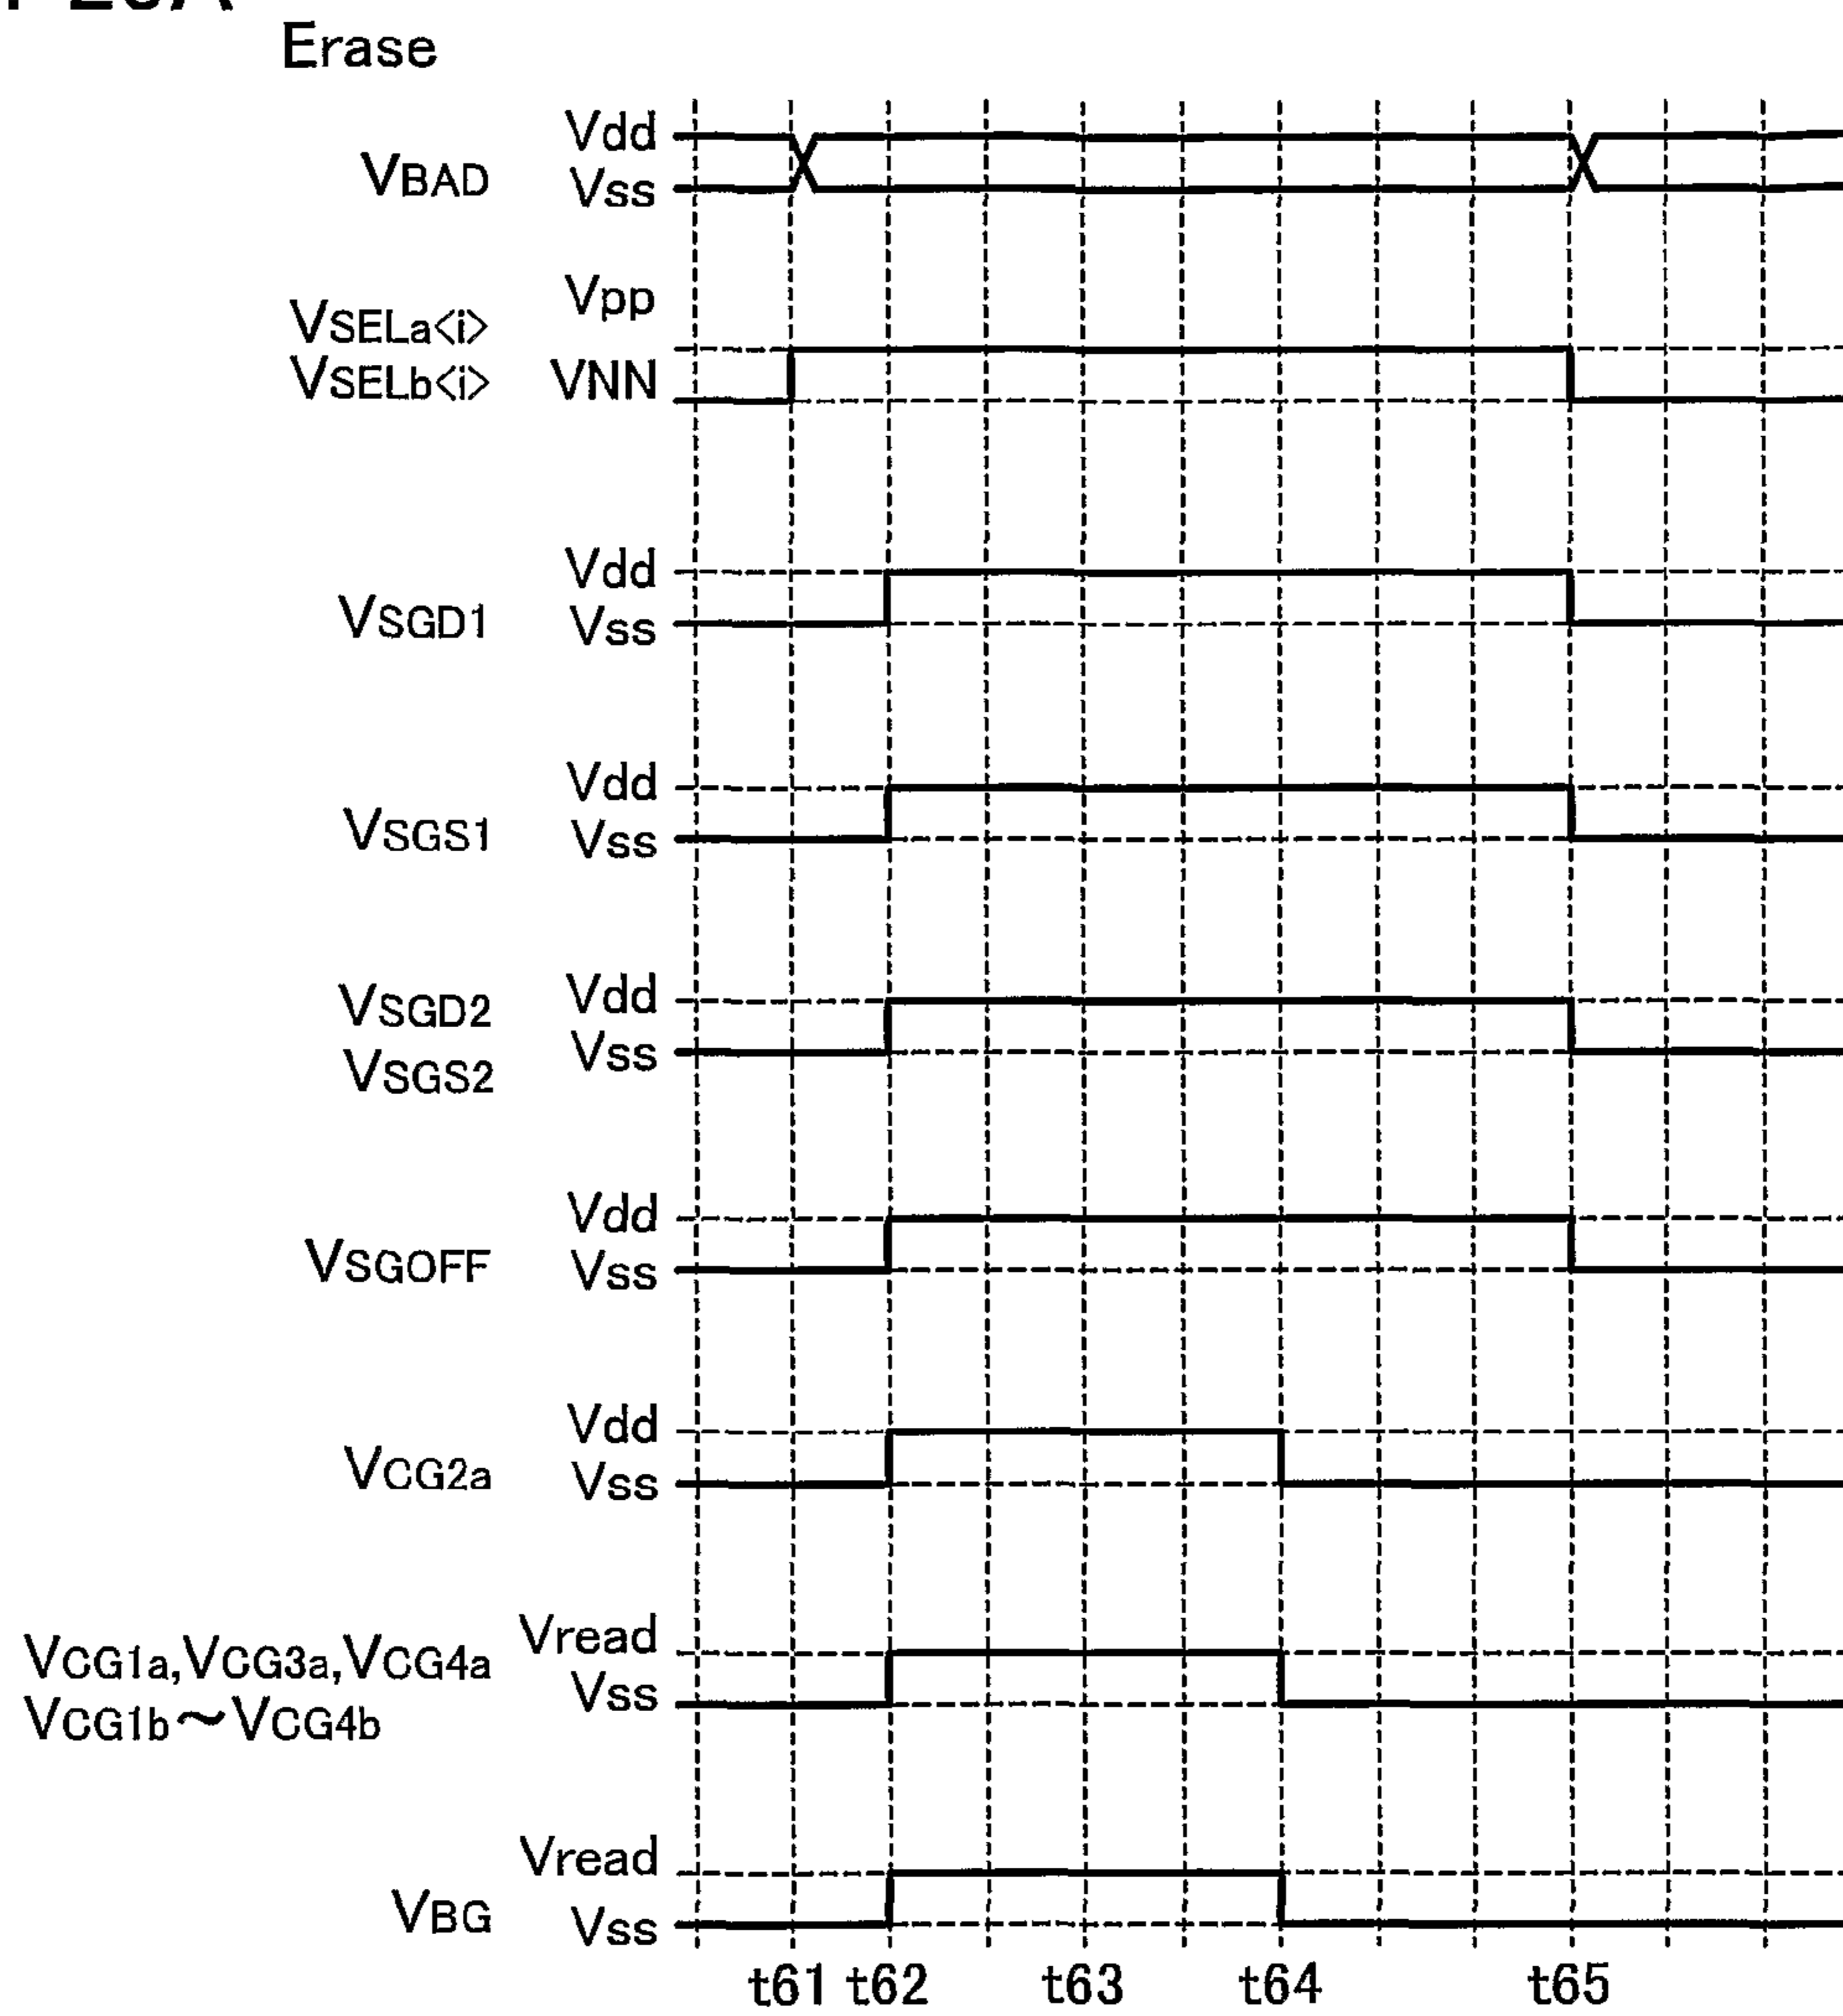 Erase
Vdd
VBAD
Vss
Vpp
VSELa<i>
VSELb<i> VNN
Vdd
VSGD1
Vss
Vdd
VSGS1
Vss
VSGD2 Vdd
Vss
VSGS2
Vdd
VSGOFF
Vss
Vdd
VCG2a
Vss
Vread
VCG1a,VCG3a,VCG4a
Vss
VCG1b～VCG4b
Vread
VBG
Vss
t61 t62 t63 t64 t65